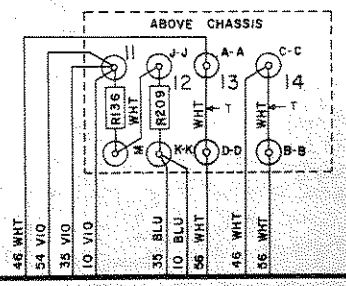 ABOVE CHASSIS
11
J-J
A-A
C-C
12
13
14
R136
WHT
R209
WHT
T
WHT
T
M
K-K
D-D
B-B
46 WHT
54 VIO
35 VIO
10 VIO
35 BLU
10 BLU
56 WHT
46 WHT
56 WHT